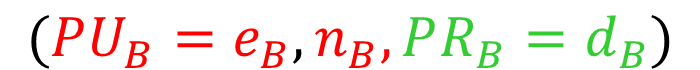 (PU_B = e_B, n_B, PR_B = d_B)